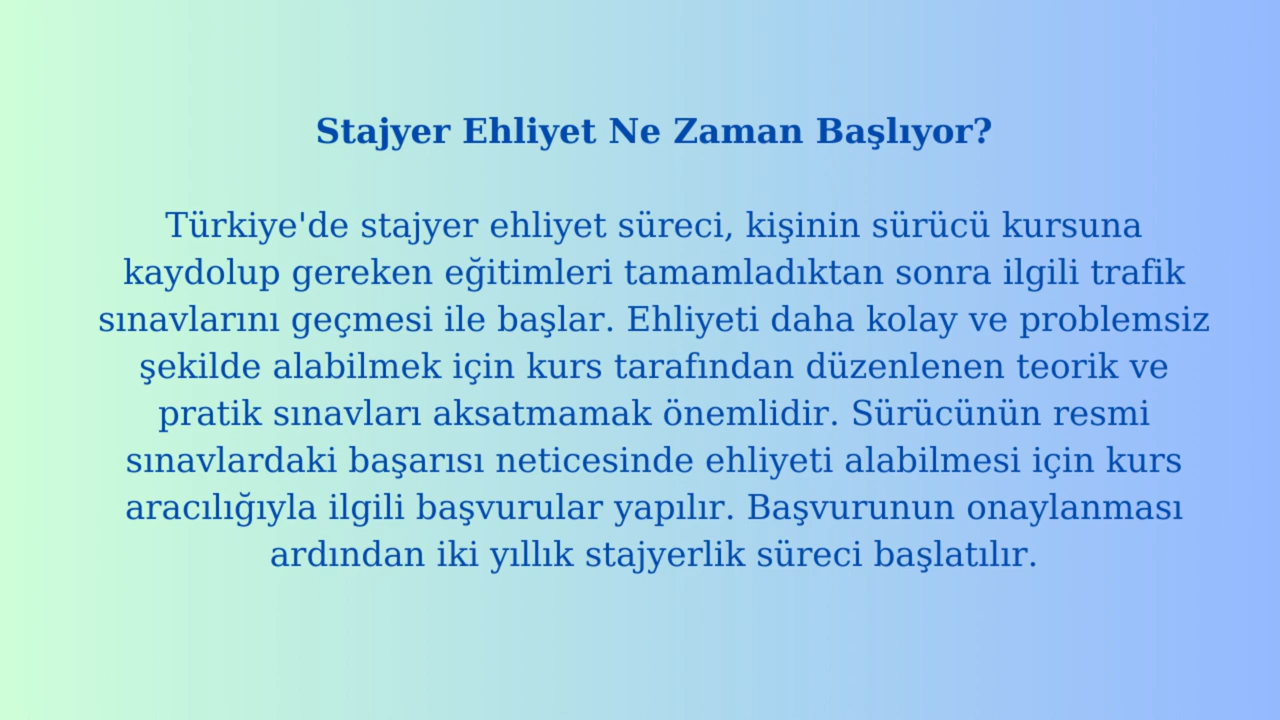 Stajyer Ehliyet Ne Zaman Başlıyor?
Türkiye'de stajyer ehliyet süreci, kişinin sürücü kursuna
kaydolup gereken eğitimleri tamamladıktan sonra ilgili trafik
sınavlarını geçmesi ile başlar. Ehliyeti daha kolay ve problemsiz
şekilde alabilmek için kurs tarafından düzenlenen teorik ve
pratik sınavları aksatmamak önemlidir. Sürücünün resmi
sınavlardaki başarısı neticesinde ehliyeti alabilmesi için kurs
aracılığıyla ilgili başvurular yapılır. Başvurunun onaylanması
ardından iki yıllık stajyerlik süreci başlatılır.